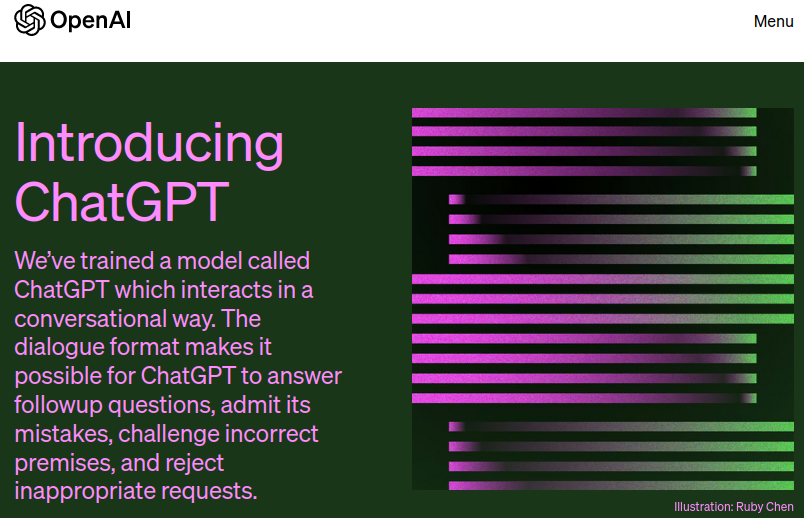 OpenAI
Menu
Introducing
ChatGPT
We’ve trained a model called
ChatGPT which interacts in a
conversational way. The
dialogue format makes it
possible for ChatGPT to answer
followup questions, admit its
mistakes, challenge incorrect
premises, and reject
inappropriate requests.
Illustration: Ruby Chen